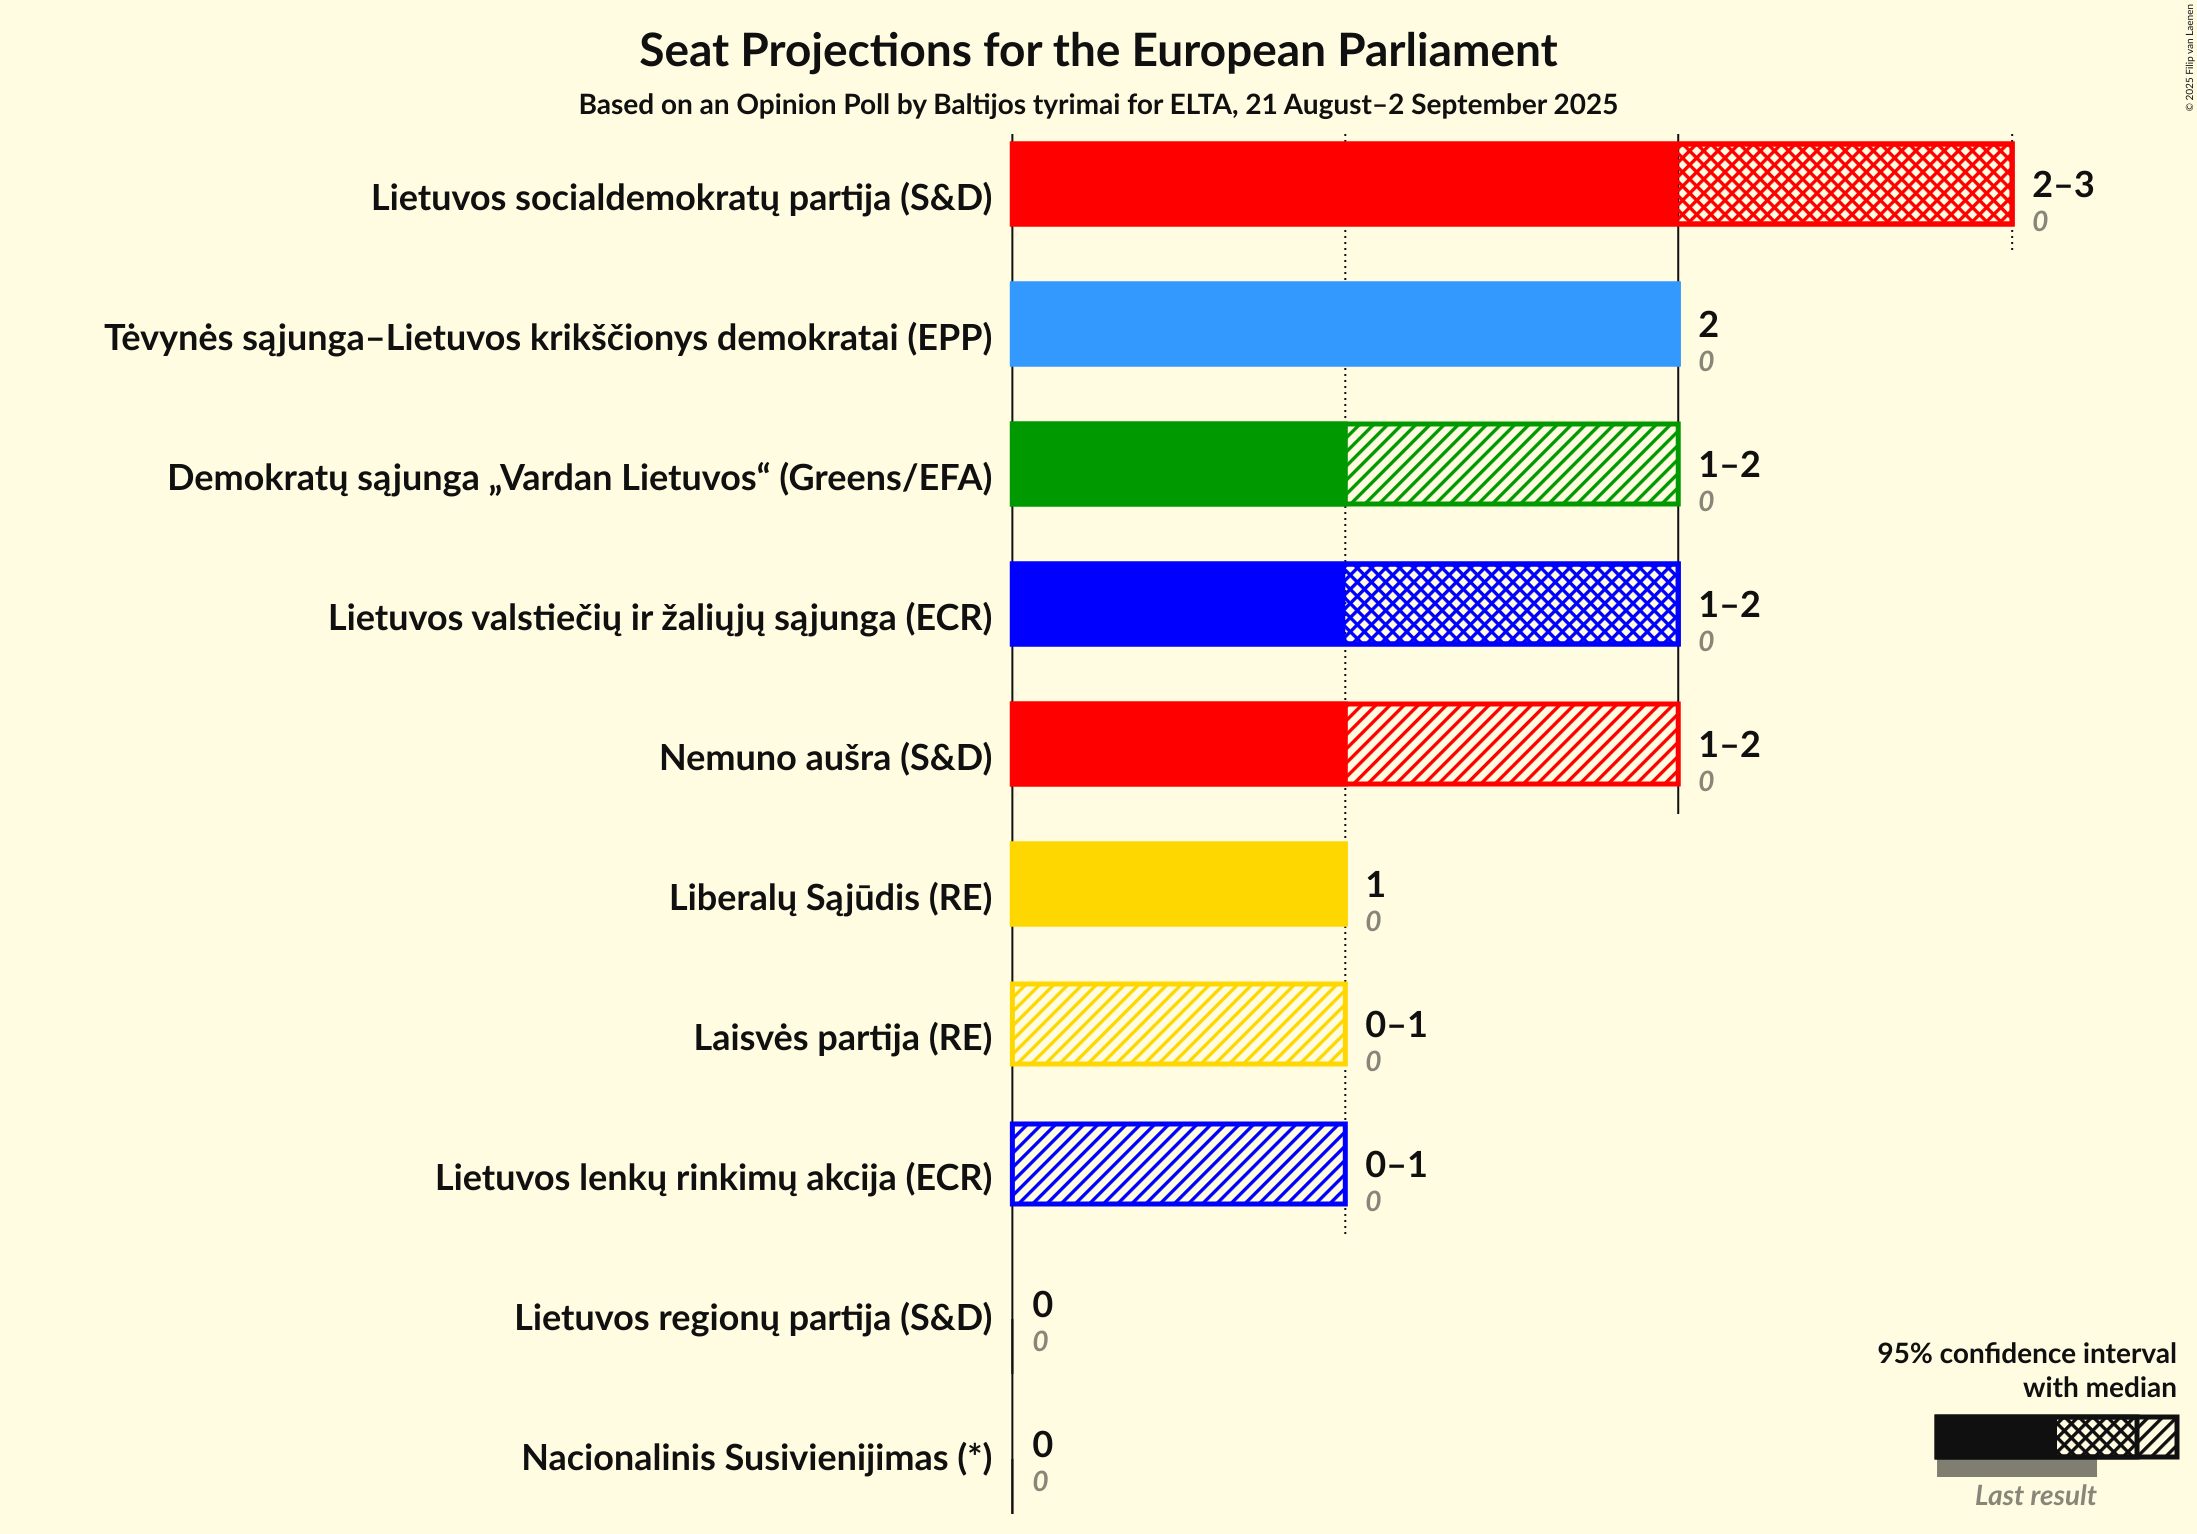 Seat Projections for the European Parliament
Based on an Opinion Poll by Baltijos tyrimai for ELTA, 21 August–2 September 2025
© 2025 Filip van Laenen
Lietuvos socialdemokratų partija (S&D)
2–3
0
Tėvynės sąjunga–Lietuvos krikščionys demokratai (EPP)
2
0
Demokratų sąjunga „Vardan Lietuvos“ (Greens/EFA)
1–2
0
Lietuvos valstiečių ir žaliųjų sąjunga (ECR)
1–2
0
Nemuno aušra (S&D)
1–2
0
Liberalų Sąjūdis (RE)
1
0
Laisvės partija (RE)
0–1
0
Lietuvos lenkų rinkimų akcija (ECR)
0–1
0
Lietuvos regionų partija (S&D)
0
0
Nacionalinis Susivienijimas (*)
0
0
95% confidence interval
with median
Last result